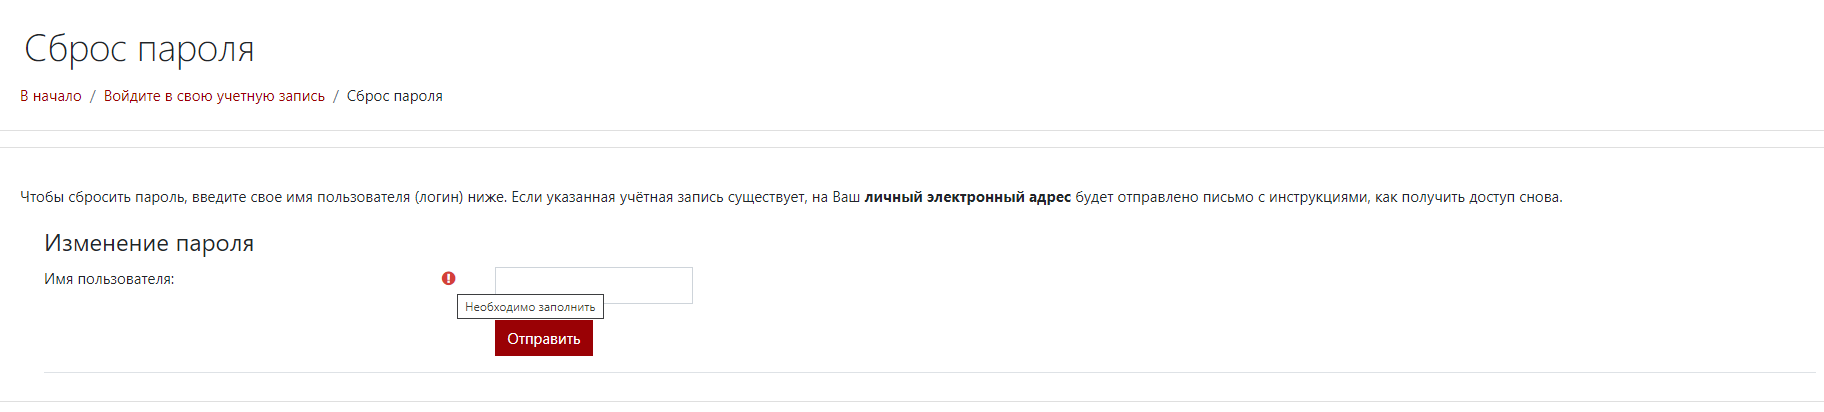 Сброс пароля
В начало / Войдите в свою учетную запись / Сброс пароля
Чтобы сбросить пароль, введите свое имя пользователя (логин) ниже. Если указанная учётная запись существует, на Ваш личный электронный адрес будет отправлено письмо с инструкциями, как получить доступ снова.
Изменение пароля
Имя пользователя:
Необходимо заполнить
Отправить